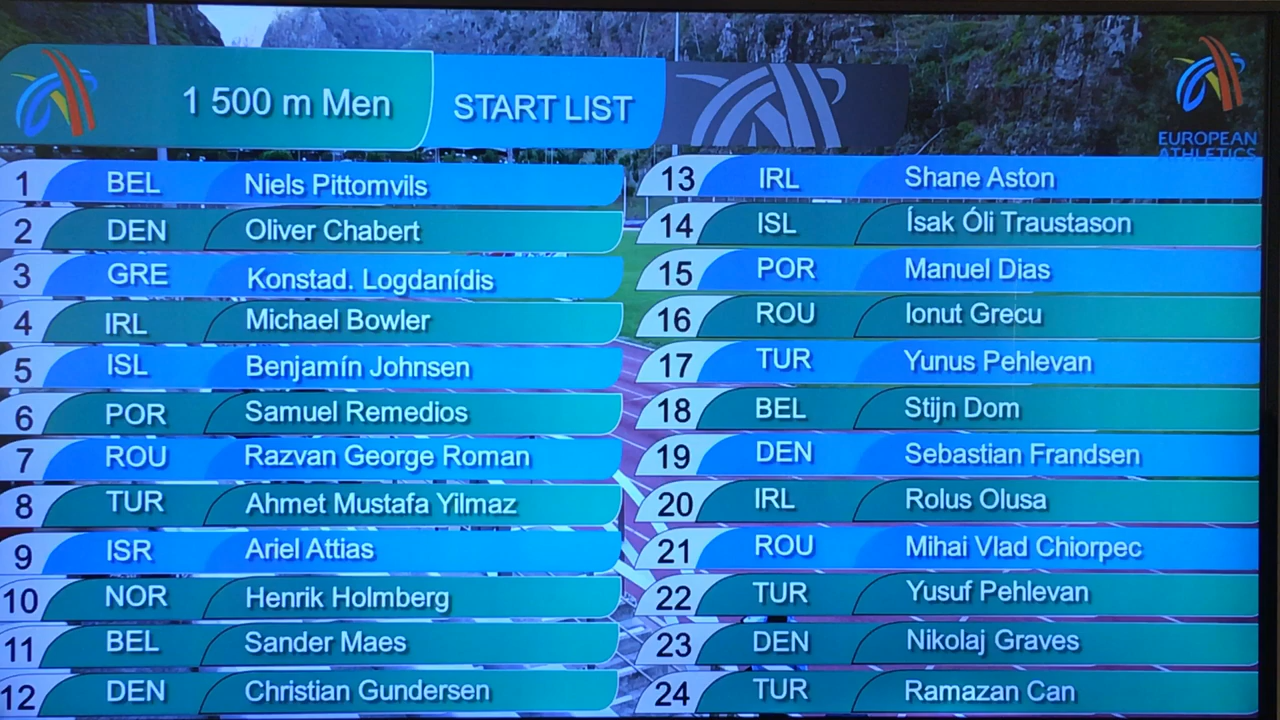 1 500 m Men START LIST
EUROPEAN
ATHLETICS
1 BEL Niels Pittomvils
2 DEN Oliver Chabert
3 GRE Konstad. Logdanídis
4 IRL Michael Bowler
5 ISL Benjamín Johnsen
6 POR Samuel Remedios
7 ROU Razvan George Roman
8 TUR Ahmet Mustafa Yilmaz
9 ISR Ariel Attias
10 NOR Henrik Holmberg
11 BEL Sander Maes
12 DEN Christian Gundersen
13 IRL Shane Aston
14 ISL Ísak Óli Traustason
15 POR Manuel Dias
16 ROU Ionut Grecu
17 TUR Yunus Pehlevan
18 BEL Stijn Dom
19 DEN Sebastian Frandsen
20 IRL Rolus Olusa
21 ROU Mihai Vlad Chiorpec
22 TUR Yusuf Pehlevan
23 DEN Nikolaj Graves
24 TUR Ramazan Can